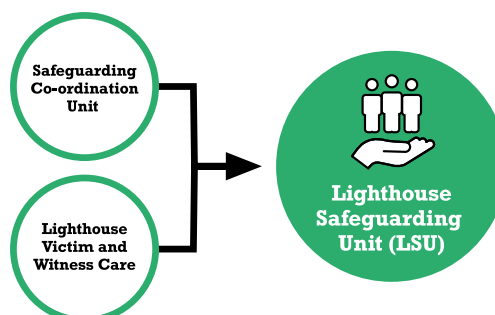 Safeguarding
Co-ordination
Unit
Lighthouse
Victim and
Witness Care
Lighthouse
Safeguarding
Unit (LSU)